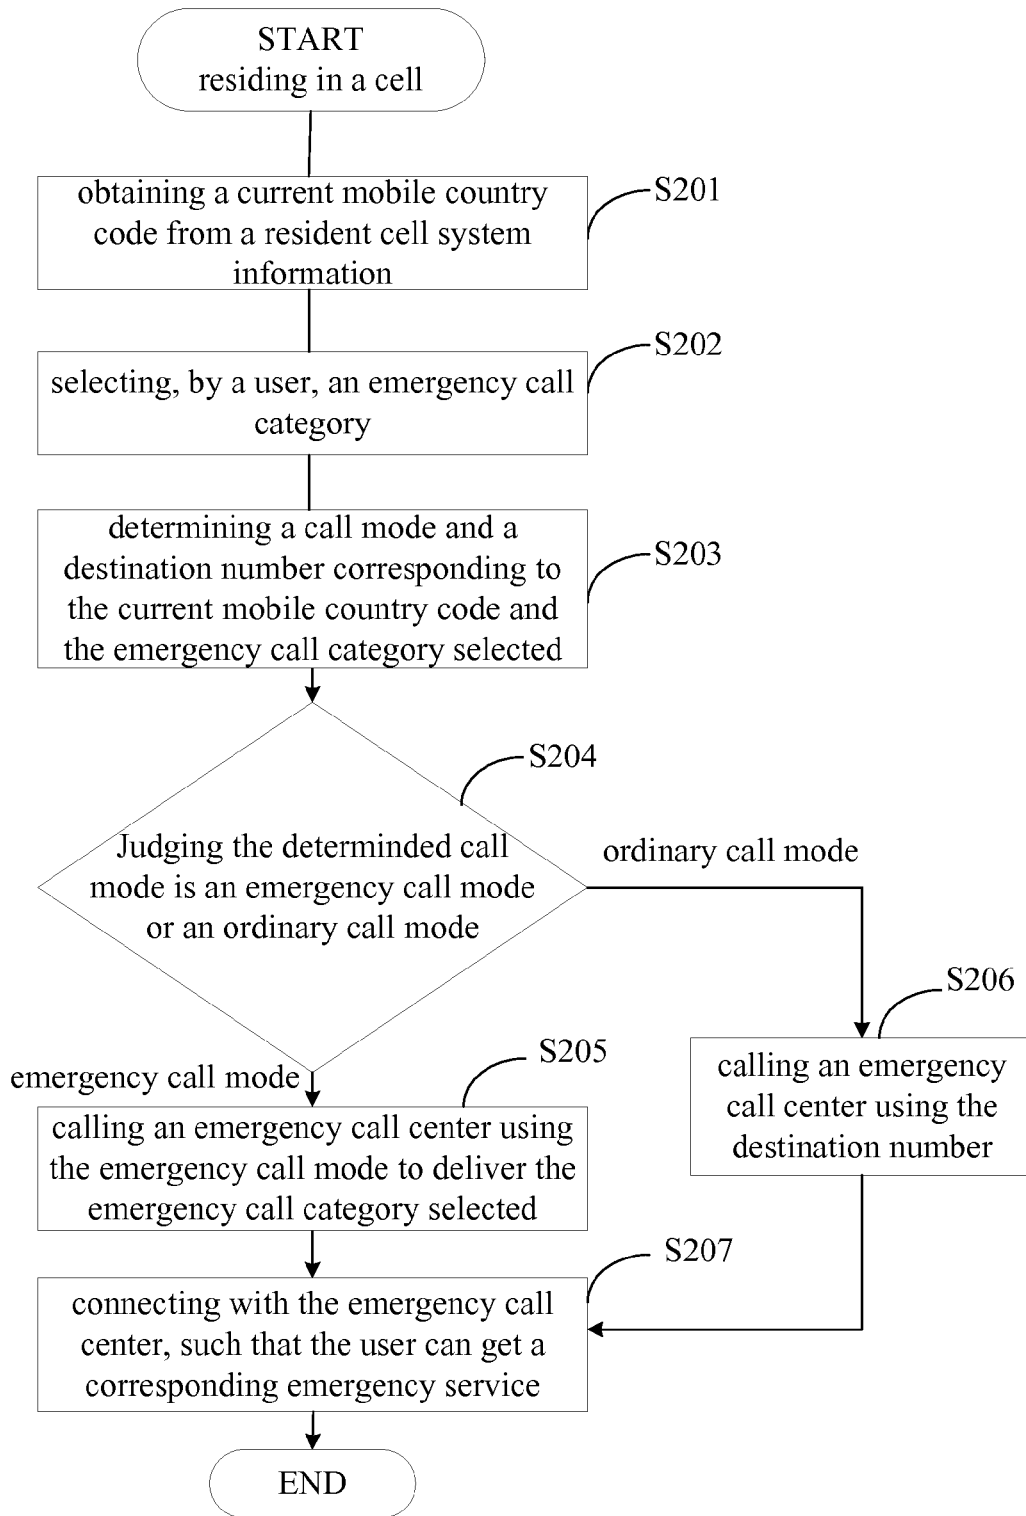 START
residing in a cell
obtaining a current mobile country
code from a resident cell system
information
S201
selecting, by a user, an emergency call
category
S202
determining a call mode and a
destination number corresponding to
the current mobile country code and
the emergency call category selected
S203
S204
Judging the determinded call
mode is an emergency call mode
or an ordinary call mode
ordinary call mode
S206
calling an emergency
call center using the
destination number
emergency call mode
S205
calling an emergency call center using
the emergency call mode to deliver the
emergency call category selected
S207
connecting with the emergency call
center, such that the user can get a
corresponding emergency service
END